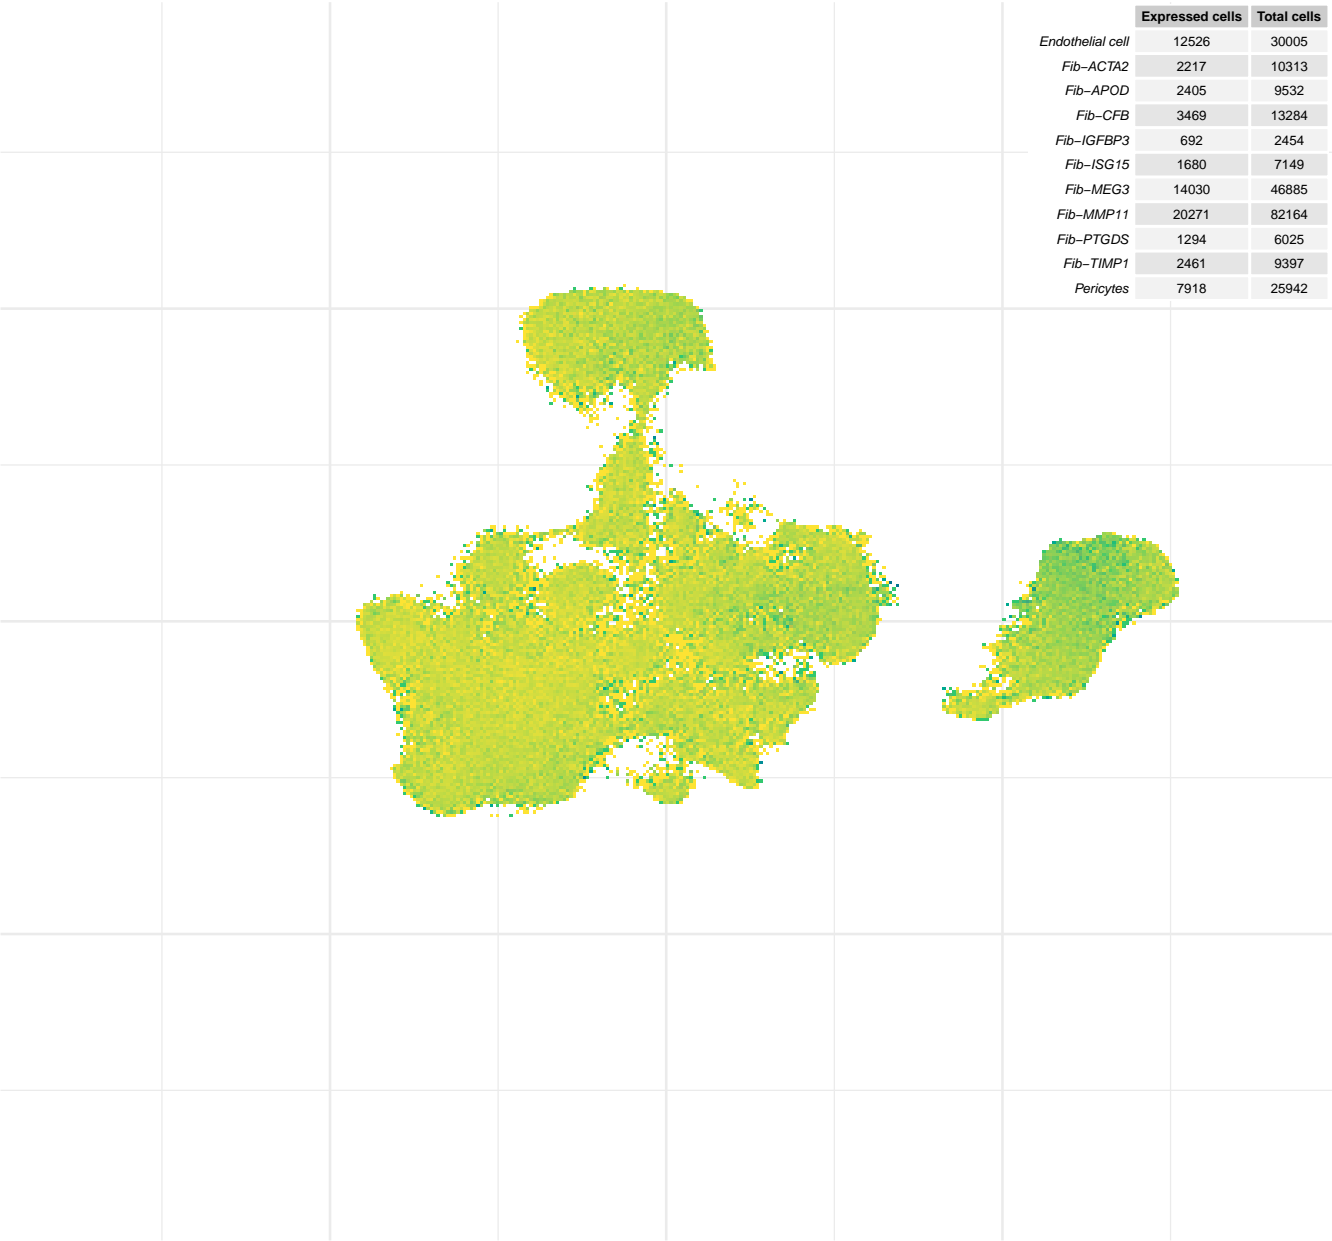 Expressed cells Total cells
Endothelial cell 12526 30005
Fib−ACTA2 2217 10313
Fib−APOD 2405 9532
Fib−CFB 3469 13284
Fib−IGFBP3 692 2454
Fib−ISG15 1680 7149
Fib−MEG3 14030 46885
Fib−MMP11 20271 82164
Fib−PTGDS 1294 6025
Fib−TIMP1 2461 9397
Pericytes 7918 25942